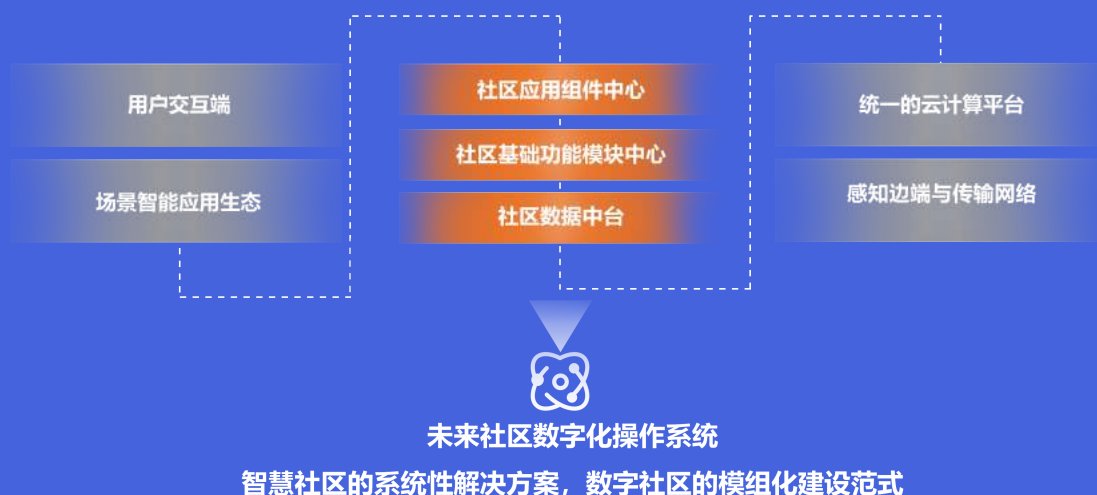 用户交互端
场景智能应用生态
社区应用组件中心
社区基础功能模块中心
社区数据中台
统一的云计算平台
感知边端与传输网络
未来社区数字化操作系统
智慧社区的系统性解决方案，数字社区的模组化建设范式